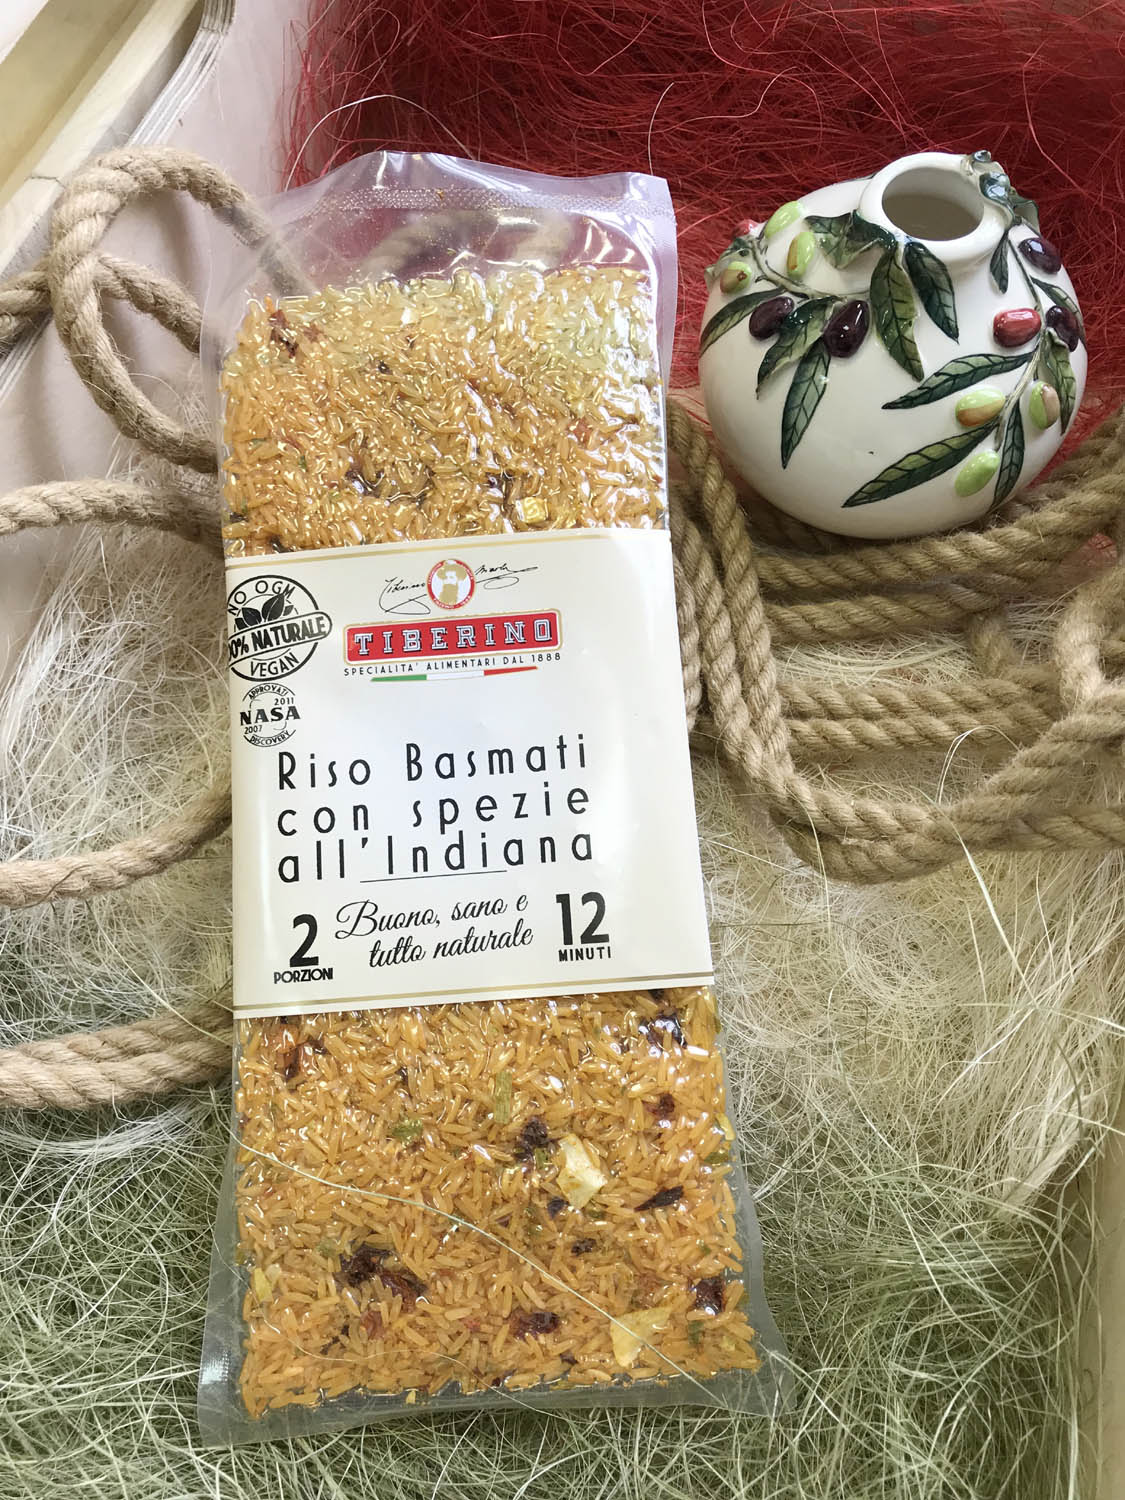 NO OGM
100% NATURALE
VEGAN
TIBERINO
SPECIALITA' ALIMENTARI DAL 1888
APPROVATI
2011
NASA
2007
DISCOVERY
Riso Basmati
con spezie
all'Indiana
2
PORZIONI
Buono, sano e
tutto naturale
12
MINUTI